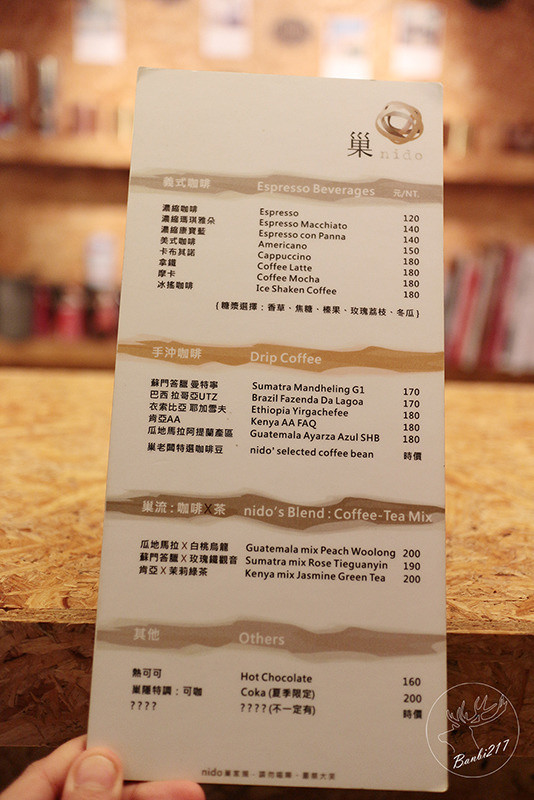 巢 nido
義式咖啡 Espresso Beverages 元/NT.
濃縮咖啡 Espresso 120
濃縮瑪琪雅朵 Espresso Macchiato 140
濃縮康寶藍 Espresso con Panna 140
美式咖啡 Americano 150
卡布其諾 Cappuccino 180
拿鐵 Coffee Latte 180
摩卡 Coffee Mocha 180
冰搖咖啡 Ice Shaken Coffee 180
{ 糖漿選擇：香草、焦糖、榛果、玫瑰荔枝、冬瓜 }
手沖咖啡 Drip Coffee
蘇門答臘 曼特寧 Sumatra Mandheling G1 170
巴西 拉哥亞UTZ Brazil Fazenda Da Lagoa 170
衣索比亞 耶加雪夫 Ethiopia Yirgachefee 180
肯亞AA Kenya AA FAQ 180
瓜地馬拉阿提蘭產區 Guatemala Ayarza Azul SHB 180
巢老闆特選咖啡豆 nido' selected coffee bean 時價
巢流：咖啡X茶 nido's Blend : Coffee-Tea Mix
瓜地馬拉 X 白桃烏龍 Guatemala mix Peach Woolong 200
蘇門答臘 X 玫瑰鐵觀音 Sumatra mix Rose Tieguanyin 190
肯亞 X 茉莉綠茶 Kenya mix Jasmine Green Tea 200
其他 Others
熱可可 Hot Chocolate 160
巢隱特調：可咖 Coka (夏季限定) 200
???? ???? (不一定有) 時價
Banbi217